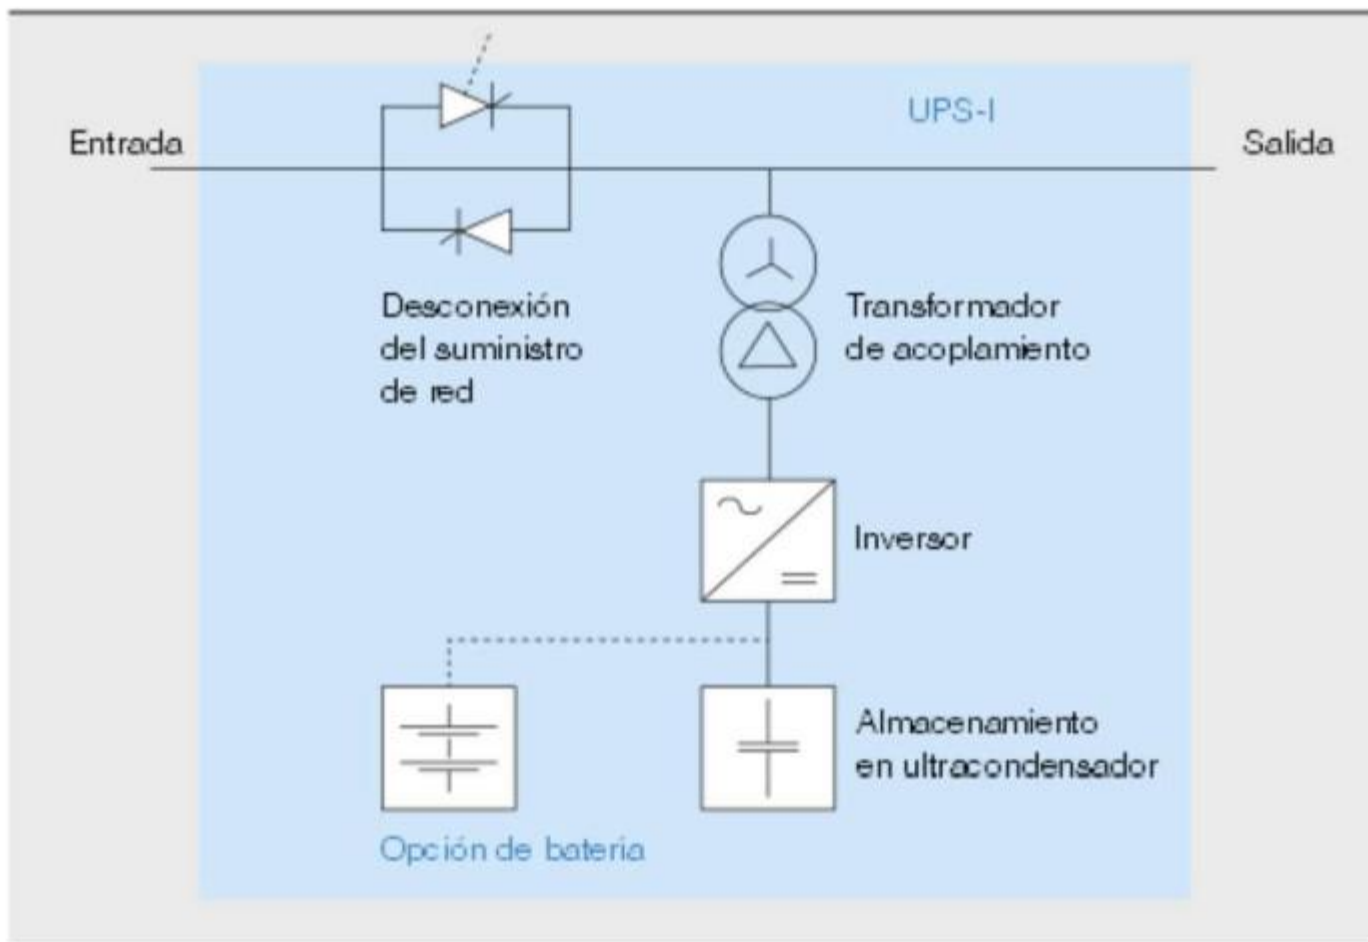 UPS-I
Entrada
Salida
Desconexión
del suministro
de red
Transformador
de acoplamiento
Inversor
Almacenamiento
en ultracondensador
Opción de batería